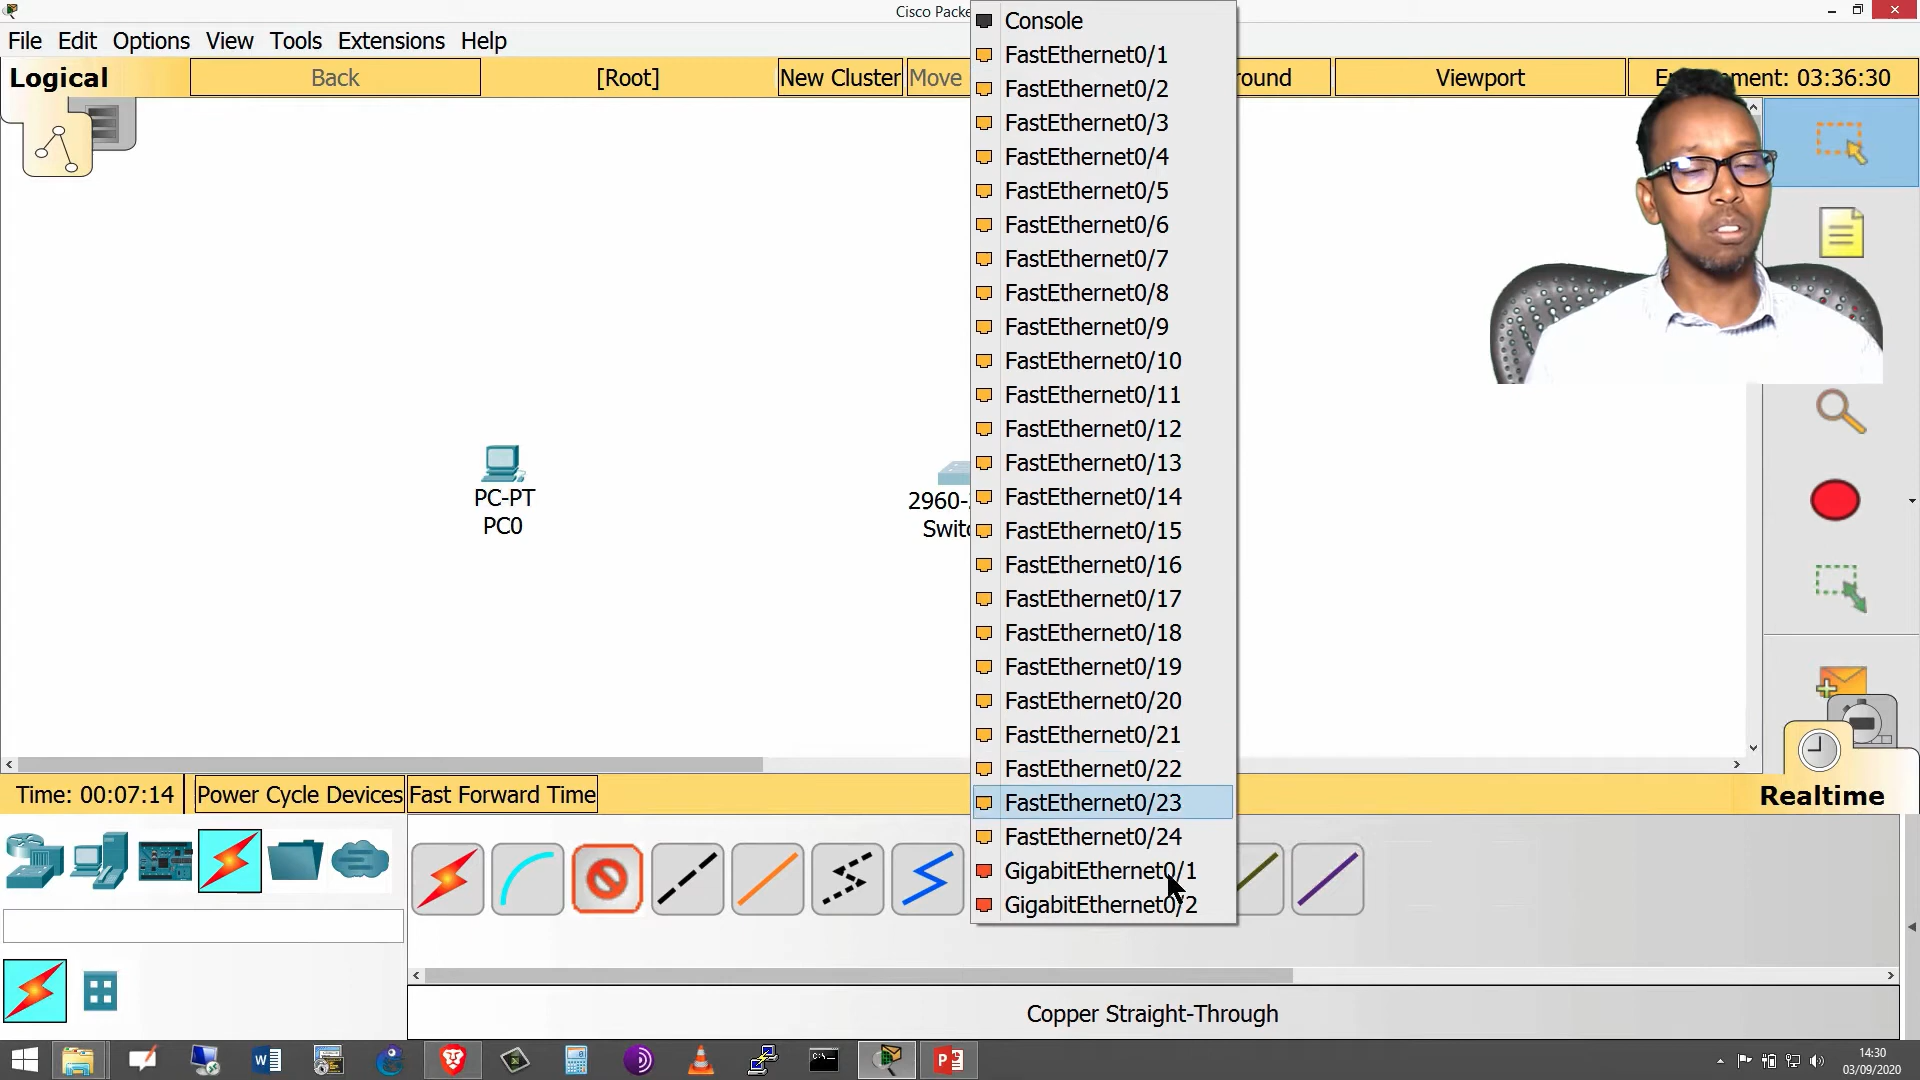 Cisco Packe
File Edit Options View Tools Extensions Help
Logical
Back
[Root]
New Cluster
Move
ound
Viewport
Environment: 03:36:30
Console
FastEthernet0/1
FastEthernet0/2
FastEthernet0/3
FastEthernet0/4
FastEthernet0/5
FastEthernet0/6
FastEthernet0/7
FastEthernet0/8
FastEthernet0/9
FastEthernet0/10
FastEthernet0/11
FastEthernet0/12
FastEthernet0/13
FastEthernet0/14
FastEthernet0/15
FastEthernet0/16
FastEthernet0/17
FastEthernet0/18
FastEthernet0/19
FastEthernet0/20
FastEthernet0/21
FastEthernet0/22
FastEthernet0/23
FastEthernet0/24
GigabitEthernet0/1
GigabitEthernet0/2
PC-PT
PC0
2960-
Switc
Time: 00:07:14
Power Cycle Devices
Fast Forward Time
Realtime
Copper Straight-Through
14:30
03/09/2020